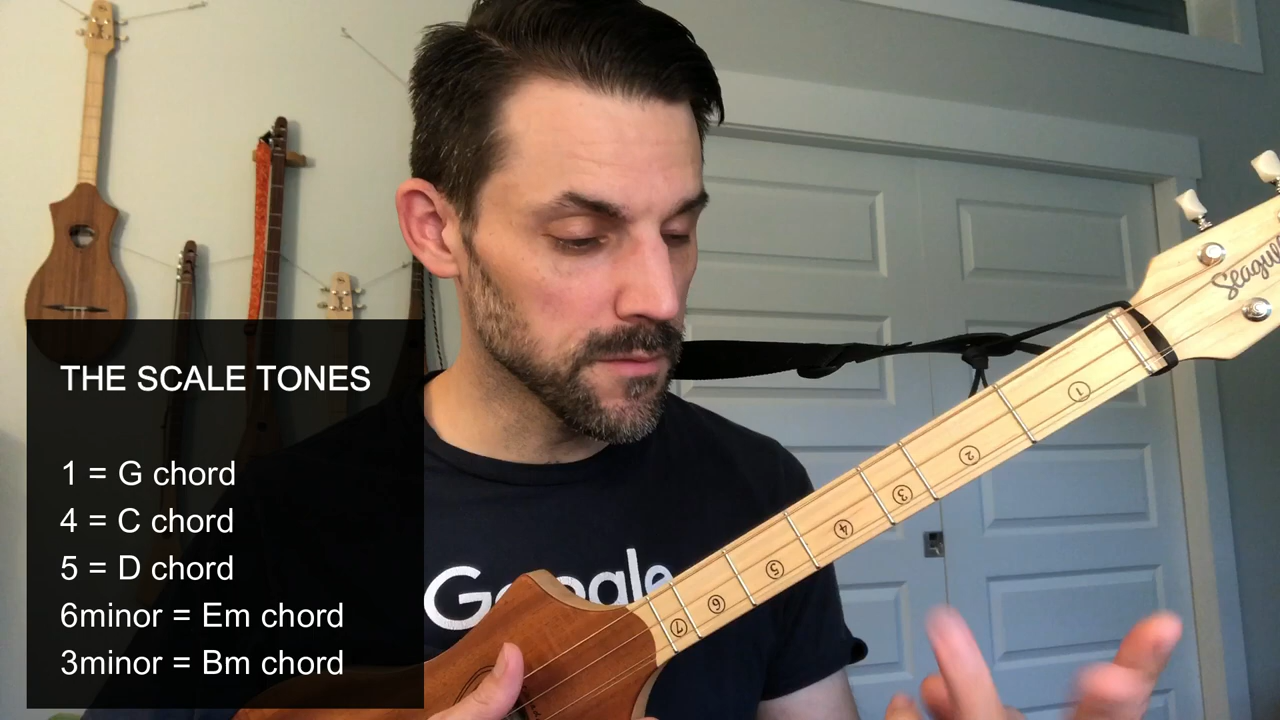 THE SCALE TONES
1 = G chord
4 = C chord
5 = D chord
6minor = Em chord
3minor = Bm chord
Google
Seagull
1
2
3
4
5
6
7